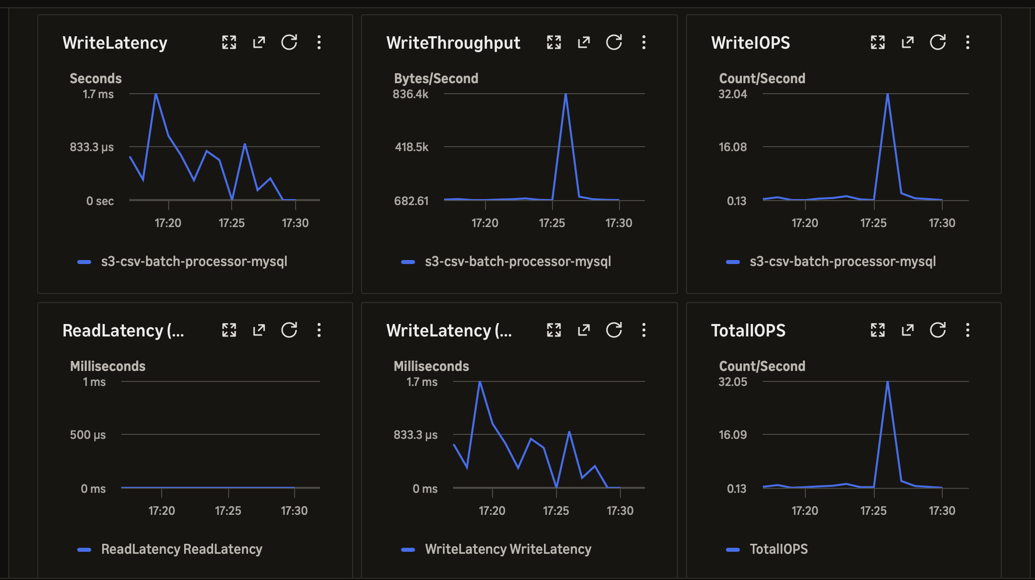 WriteLatency
Seconds
1.7 ms
833.3 µs
0 sec
17:20 17:25 17:30
s3-csv-batch-processor-mysql
WriteThroughput
Bytes/Second
836.4k
418.5k
682.61
17:20 17:25 17:30
s3-csv-batch-processor-mysql
WriteIOPS
Count/Second
32.04
16.08
0.13
17:20 17:25 17:30
s3-csv-batch-processor-mysql
ReadLatency (...
Milliseconds
1 ms
500 µs
0 ms
17:20 17:25 17:30
ReadLatency ReadLatency
WriteLatency (...
Milliseconds
1.7 ms
833.3 µs
0 ms
17:20 17:25 17:30
WriteLatency WriteLatency
TotalIOPS
Count/Second
32.05
16.09
0.13
17:20 17:25 17:30
TotalIOPS